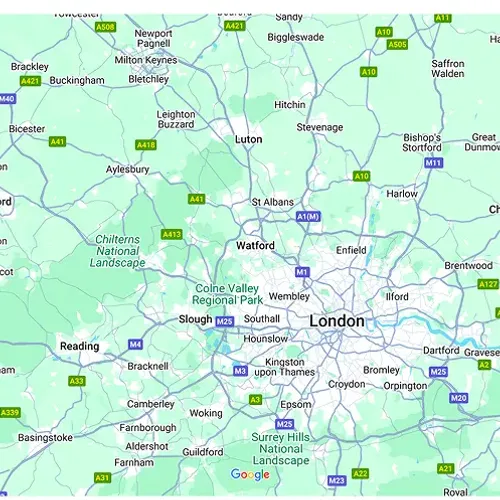 Towcester
Sandy
A11
A508
A421
Newport
Pagnell
Biggleswade
A10
A505
Milton Keynes
Brackley
Saffron
Walden
A421
Buckingham
Bletchley
A10
M40
Hitchin
Leighton
Buzzard
Bicester
Stevenage
A41
A418
Luton
Bishop's
Stortford
Great
Dunmow
M11
Aylesbury
A10
A41
St Albans
Harlow
A1(M)
A413
Chilterns
National
Landscape
Watford
Enfield
M1
Brentwood
Colne Valley
Regional Park
A127
Wembley
Ilford
Slough
M25
Southall
London
Reading
M4
Hounslow
Dartford
Gravese
Bracknell
M3
Kingston
upon Thames
Bromley
M25
A2
A33
Croydon
Orpington
Camberley
A3
Epsom
M20
A339
Woking
Farnborough
M25
Basingstoke
Aldershot
Surrey Hills
National
Landscape
Guildford
Farnham
A31
Google
A22
A21
M23
Royal